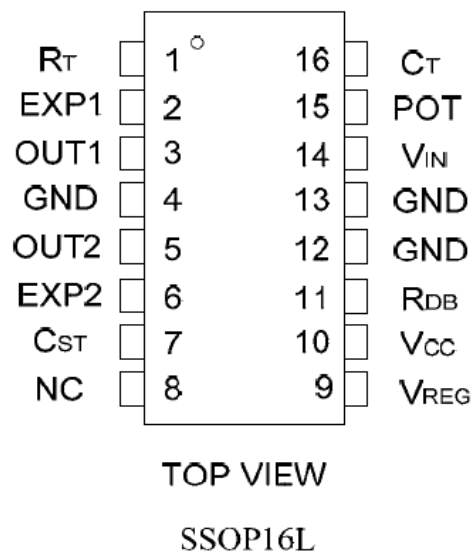 RT 1 16 CT
EXP1 2 15 POT
OUT1 3 14 VIN
GND 4 13 GND
OUT2 5 12 GND
EXP2 6 11 RDB
CST 7 10 VCC
NC 8 9 VREG
TOP VIEW
SSOP16L